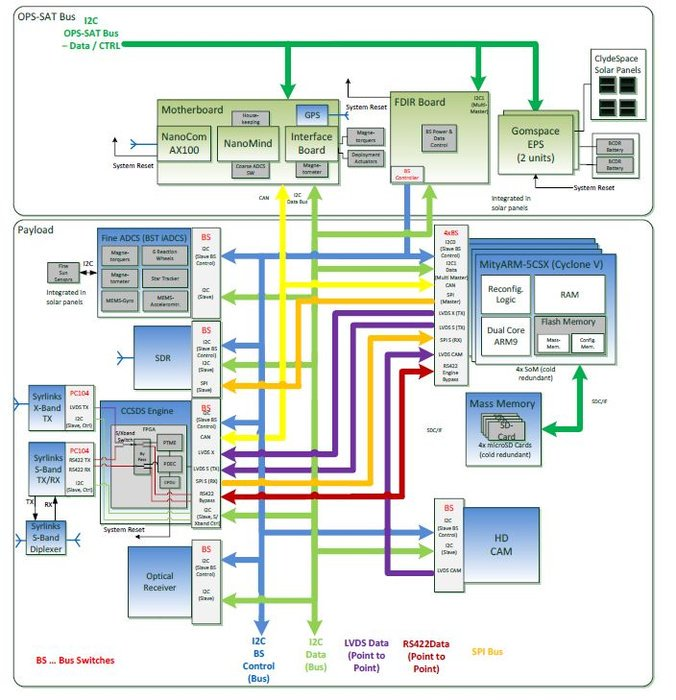 OPS-SAT Bus
I2C
OPS-SAT Bus
– Data / CTRL
ClydeSpace
Solar Panels
Motherboard
House-
keeping
GPS
System Reset
NanoCom
AX100
NanoMind
Interface
Board
Magne-
torquers
Deployment
Actuators
Coarse ADCS
SW
Magne-
tometer
System Reset
FDIR Board
I2C1
(Multi-
Master)
BS Power &
Data
Control
BS
Controller
Gomspace
EPS
(2 units)
BCDR
Battery
BCDR
Battery
System Reset
Integrated in
solar panels
CAN
I2C
Data Bus
Payload
Fine ADCS (BST iADCS)
Magne-
torquers
6 Reaction
Wheels
Magne-
tometer
Star Tracker
MEMS-Gyro
MEMS-
Accelerometr.
Fine
Sun
Sensors
I2C
Integrated in
solar panels
BS
I2C
(Slave BS
Control)
I2C
(Slave)
4xBS
I2C0
(Slave BS
Control)
I2C1
Data
(Multi Master)
CAN
SPI
(Master)
LVDS X (TX)
LVDS S (TX)
SPI S (RX)
LVDS CAM
RS422
Engine
Bypass
MityARM-5CSX (Cyclone V)
Reconfig.
Logic
RAM
Dual Core
ARM9
Flash Memory
Mass-
Mem.
Config.
Mem.
4x SoM (cold
redundant)
SDR
BS
I2C
(Slave BS
Control)
I2C
(Slave)
SPI
(Slave)
Syrlinks
X-Band
TX
PC104
LVDS TX
I2C
(Slave, Ctrl)
Syrlinks
S-Band
TX/RX
PC104
RS422 TX
RS422 RX
I2C
(Slave, Ctrl)
TX
RX
Syrlinks
S-Band
Diplexer
CCSDS Engine
S/Xband
Switch
FPGA
By
Pass
PTME
PDEC
CPDU
System Reset
BS
I2C
(Slave BS
Control)
CAN
LVDS X
LVDS S (TX)
SPI S (RX)
RS422
Bypass
I2C (Slave, S/
Xband Ctrl)
SDC/IF
SDC/IF
Mass Memory
SD-
Card
4x microSD Cards
(cold redundant)
Optical
Receiver
BS
I2C
(Slave BS
Control)
I2C
(Slave)
BS
I2C
(Slave BS
Control)
I2C
(Slave)
LVDS CAM
HD
CAM
BS ... Bus Switches
I2C
BS
Control
(Bus)
I2C
Data
(Bus)
LVDS Data
(Point to
Point)
RS422Data
(Point to
Point)
SPI Bus